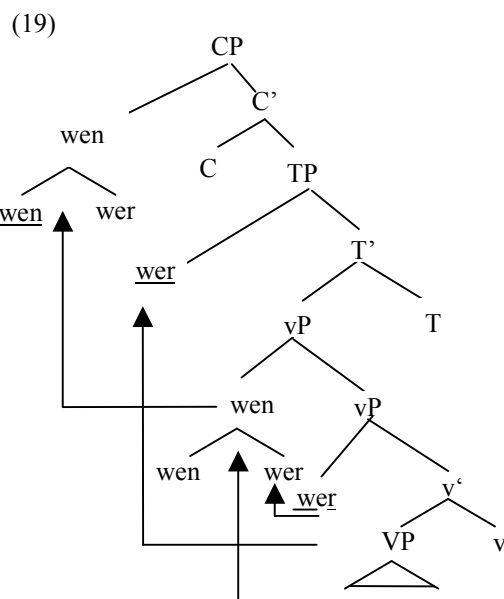 (19)
CP
C’
wen
C TP
wen wer
wer T’
vP T
wen vP
wen wer wer v‘
VP v